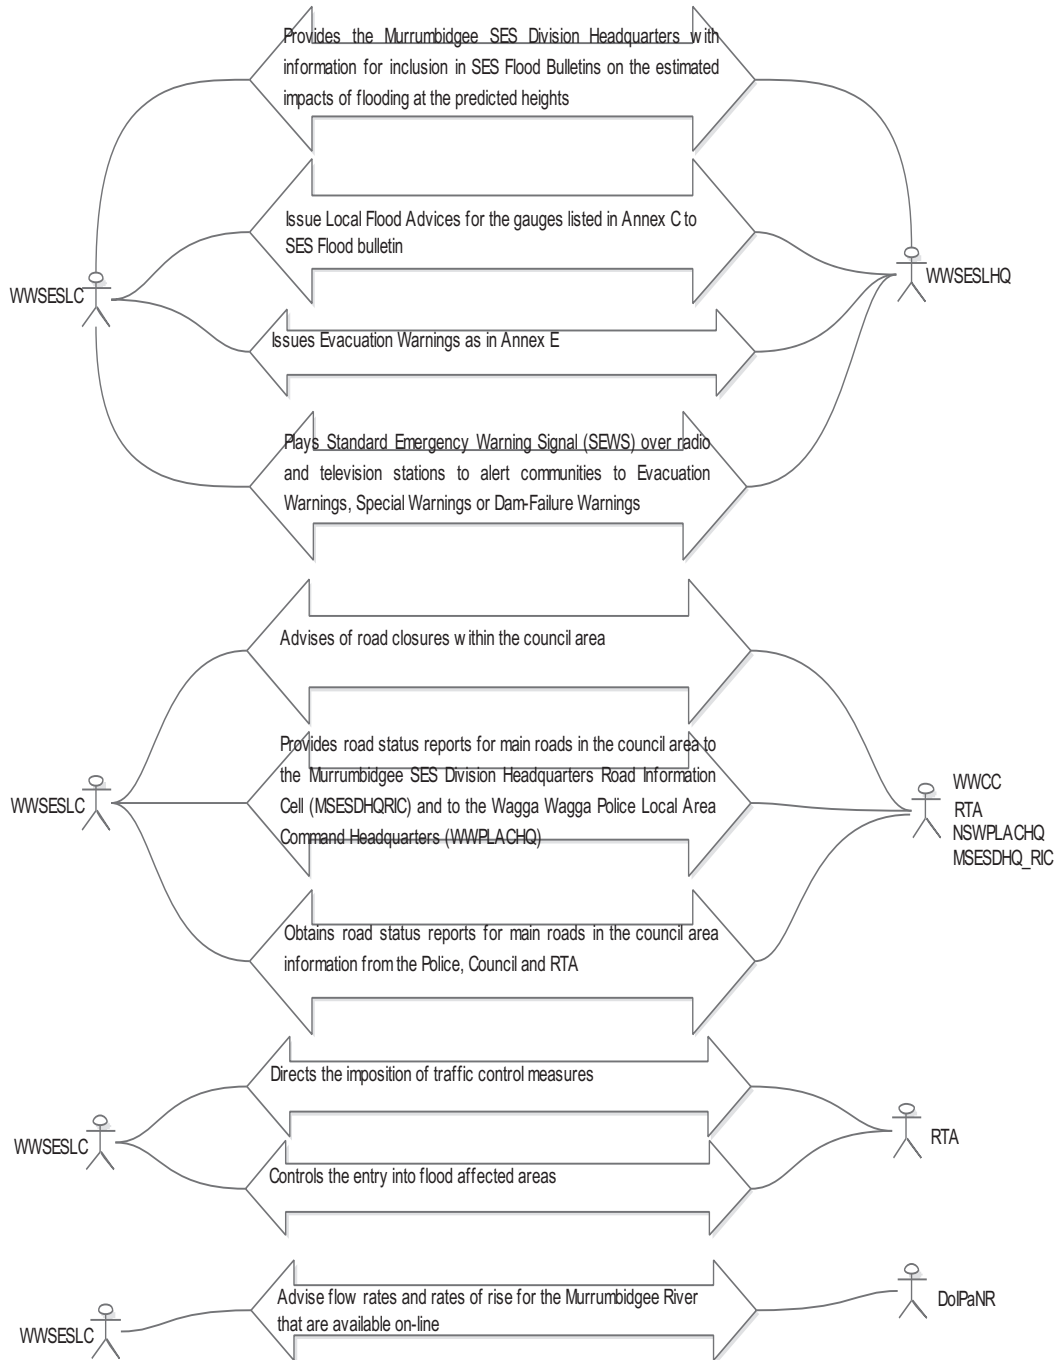 Provides the Murrumbidgee SES Division Headquarters with
information for inclusion in SES Flood Bulletins on the estimated
impacts of flooding at the predicted heights
Issue Local Flood Advices for the gauges listed in Annex C to
SES Flood bulletin
WWSESLC
WWSESLHQ
Issues Evacuation Warnings as in Annex E
Plays Standard Emergency Warning Signal (SEWS) over radio
and television stations to alert communities to Evacuation
Warnings, Special Warnings or Dam-Failure Warnings
Advises of road closures within the council area
Provides road status reports for main roads in the council area to
the Murrumbidgee SES Division Headquarters Road Information
Cell (MSESDHQRIC) and to the Wagga Wagga Police Local Area
Command Headquarters (WWPLACHQ)
WWSESLC
WWCC
RTA
NSWPLACHQ
MSESDHQ_RIC
Obtains road status reports for main roads in the council area
information from the Police, Council and RTA
Directs the imposition of traffic control measures
WWSESLC
RTA
Controls the entry into flood affected areas
Advise flow rates and rates of rise for the Murrumbidgee River
that are available on-line
WWSESLC
DoIPaNR